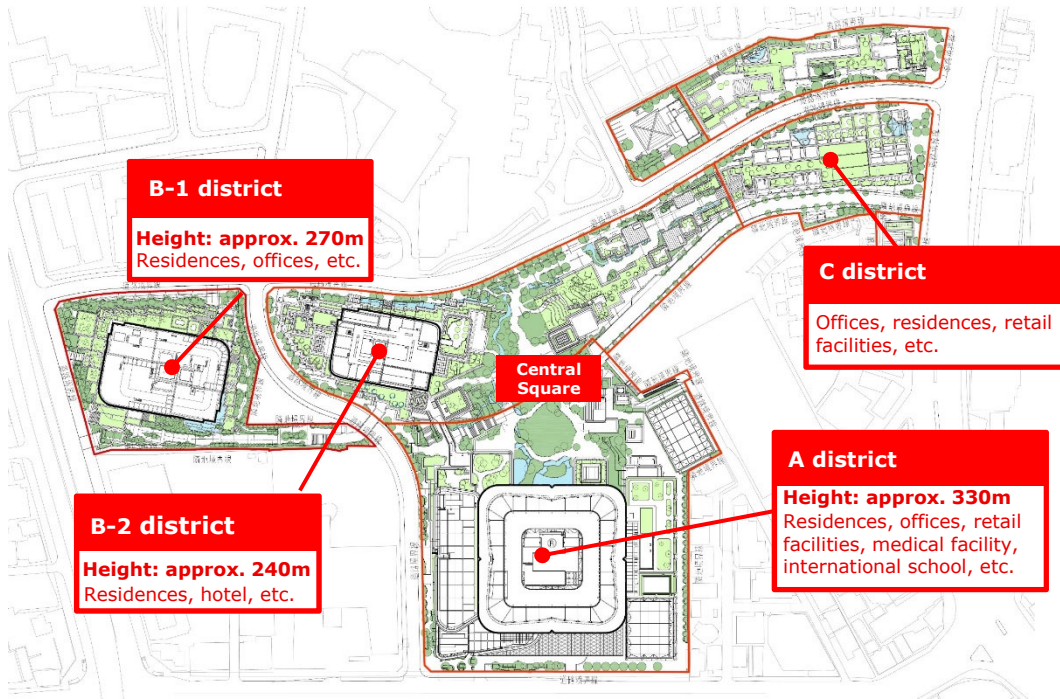 B-1 district
Height: approx. 270m
Residences, offices, etc.
C district
Offices, residences, retail
facilities, etc.
Central
Square
A district
Height: approx. 330m
Residences, offices, retail
facilities, medical facility,
international school, etc.
B-2 district
Height: approx. 240m
Residences, hotel, etc.